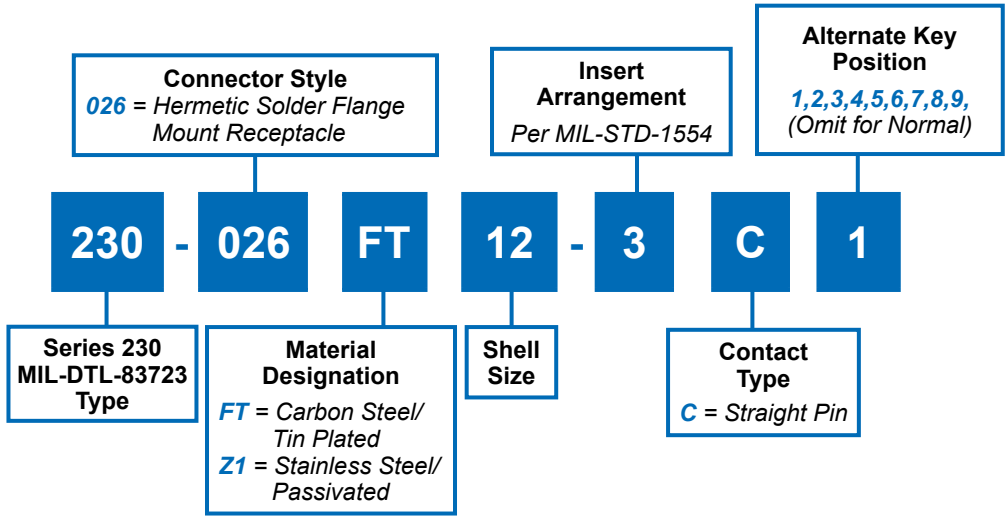 Connector Style
026 = Hermetic Solder Flange
Mount Receptacle
Insert
Arrangement
Per MIL-STD-1554
Alternate Key
Position
1,2,3,4,5,6,7,8,9,
(Omit for Normal)
230 - 026 FT 12 - 3 C 1
Series 230
MIL-DTL-83723
Type
Material
Designation
FT = Carbon Steel/
Tin Plated
Z1 = Stainless Steel/
Passivated
Shell
Size
Contact
Type
C = Straight Pin